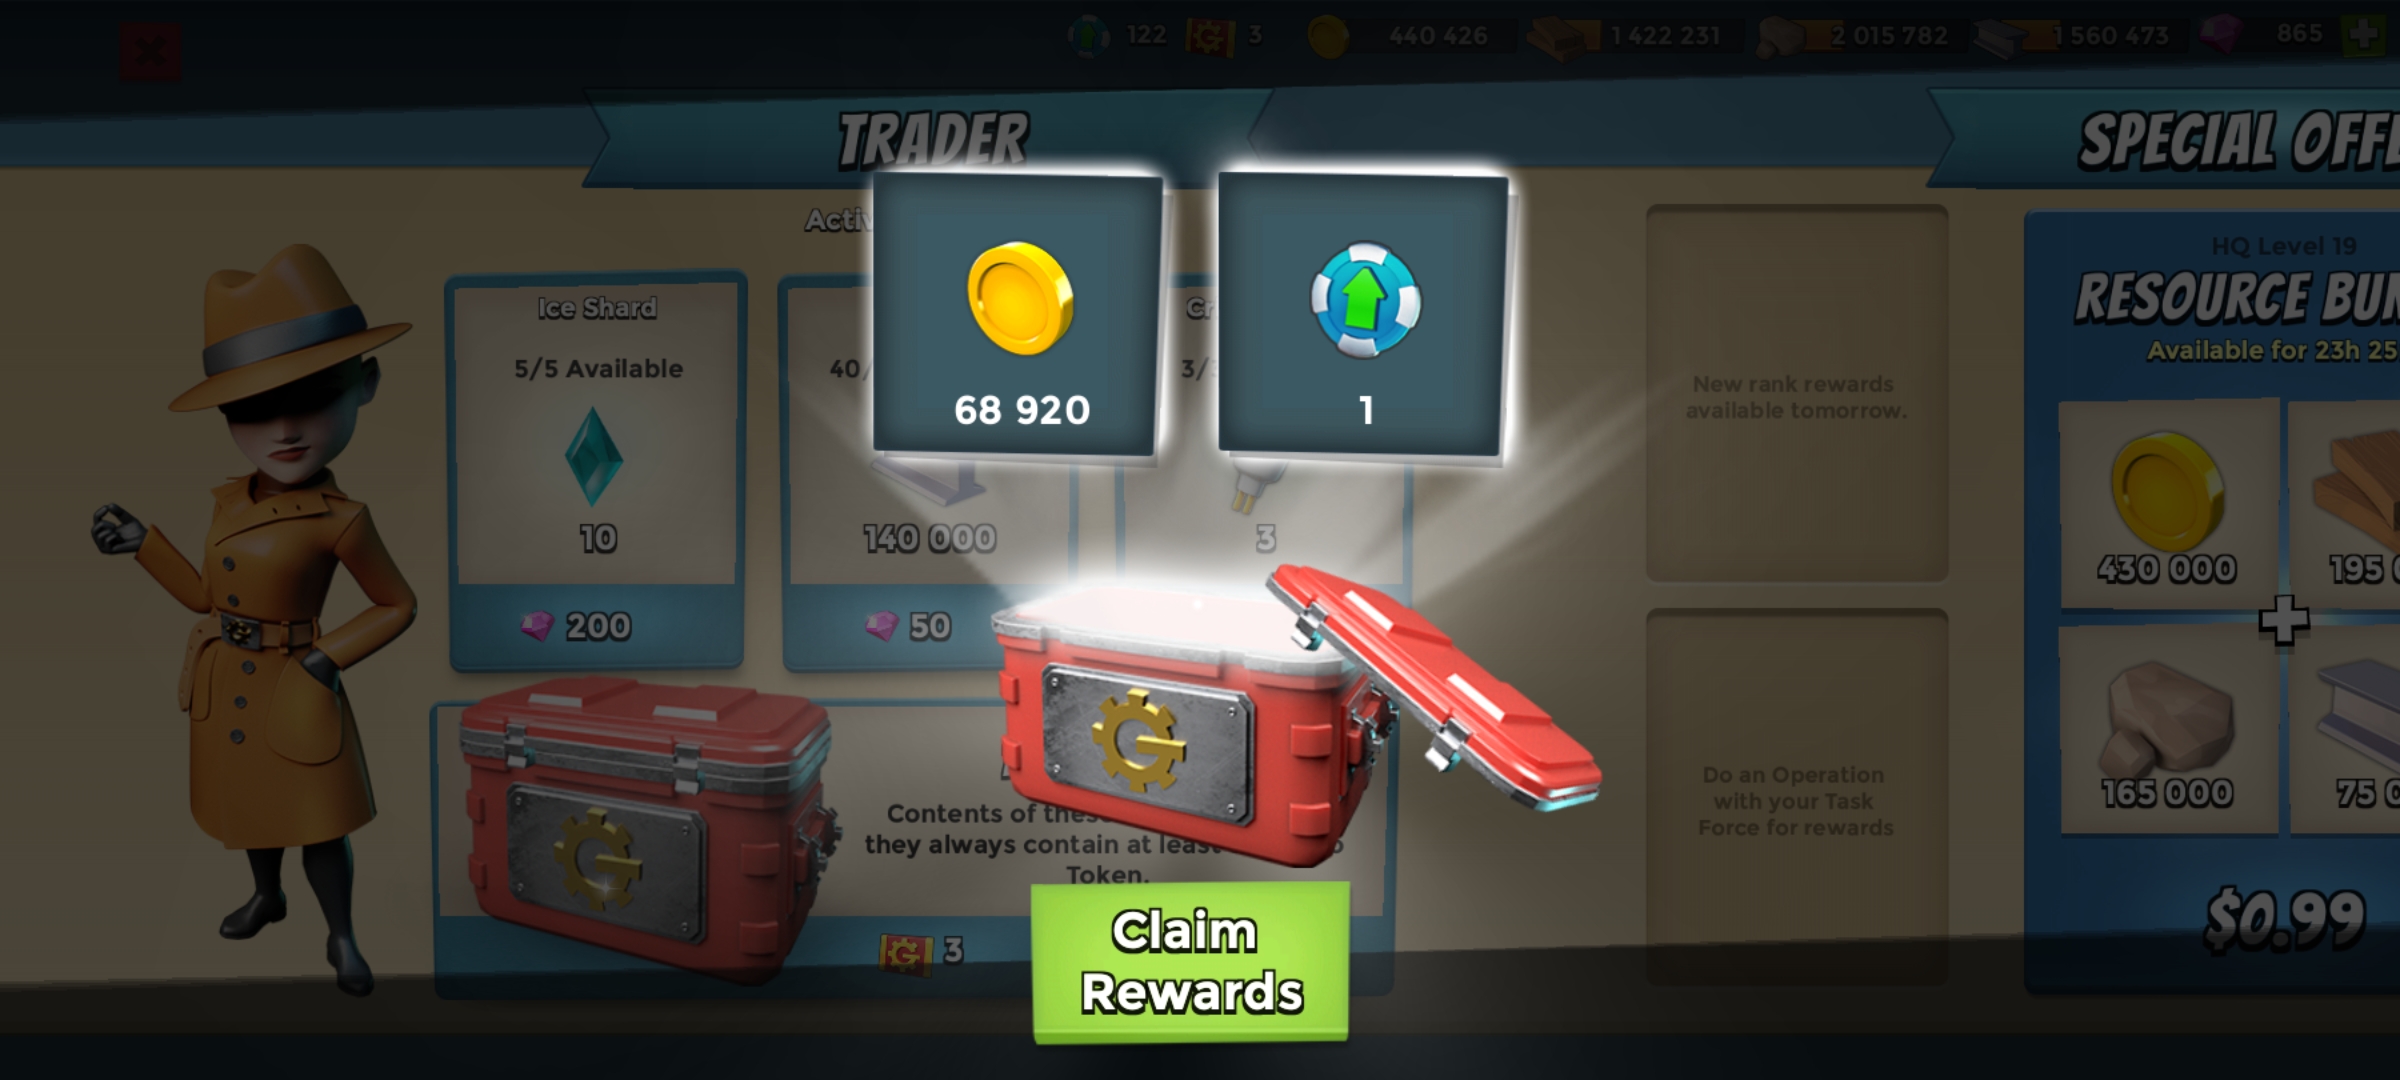 122
3
440 426
1 422 231
2 015 782
1 560 473
865
TRADER
SPECIAL
68 920
1
Ice Shard
5/5 Available
10
200
140 000
50
3
New rank rewards
available tomorrow.
HQ Level 19
RESOURCE
Available for 23h 25
430 000
195
165 000
75
$0.99
Do an Operation
with your Task
Force for rewards
Contents of
they always contain at least
Token.
3
Claim
Rewards